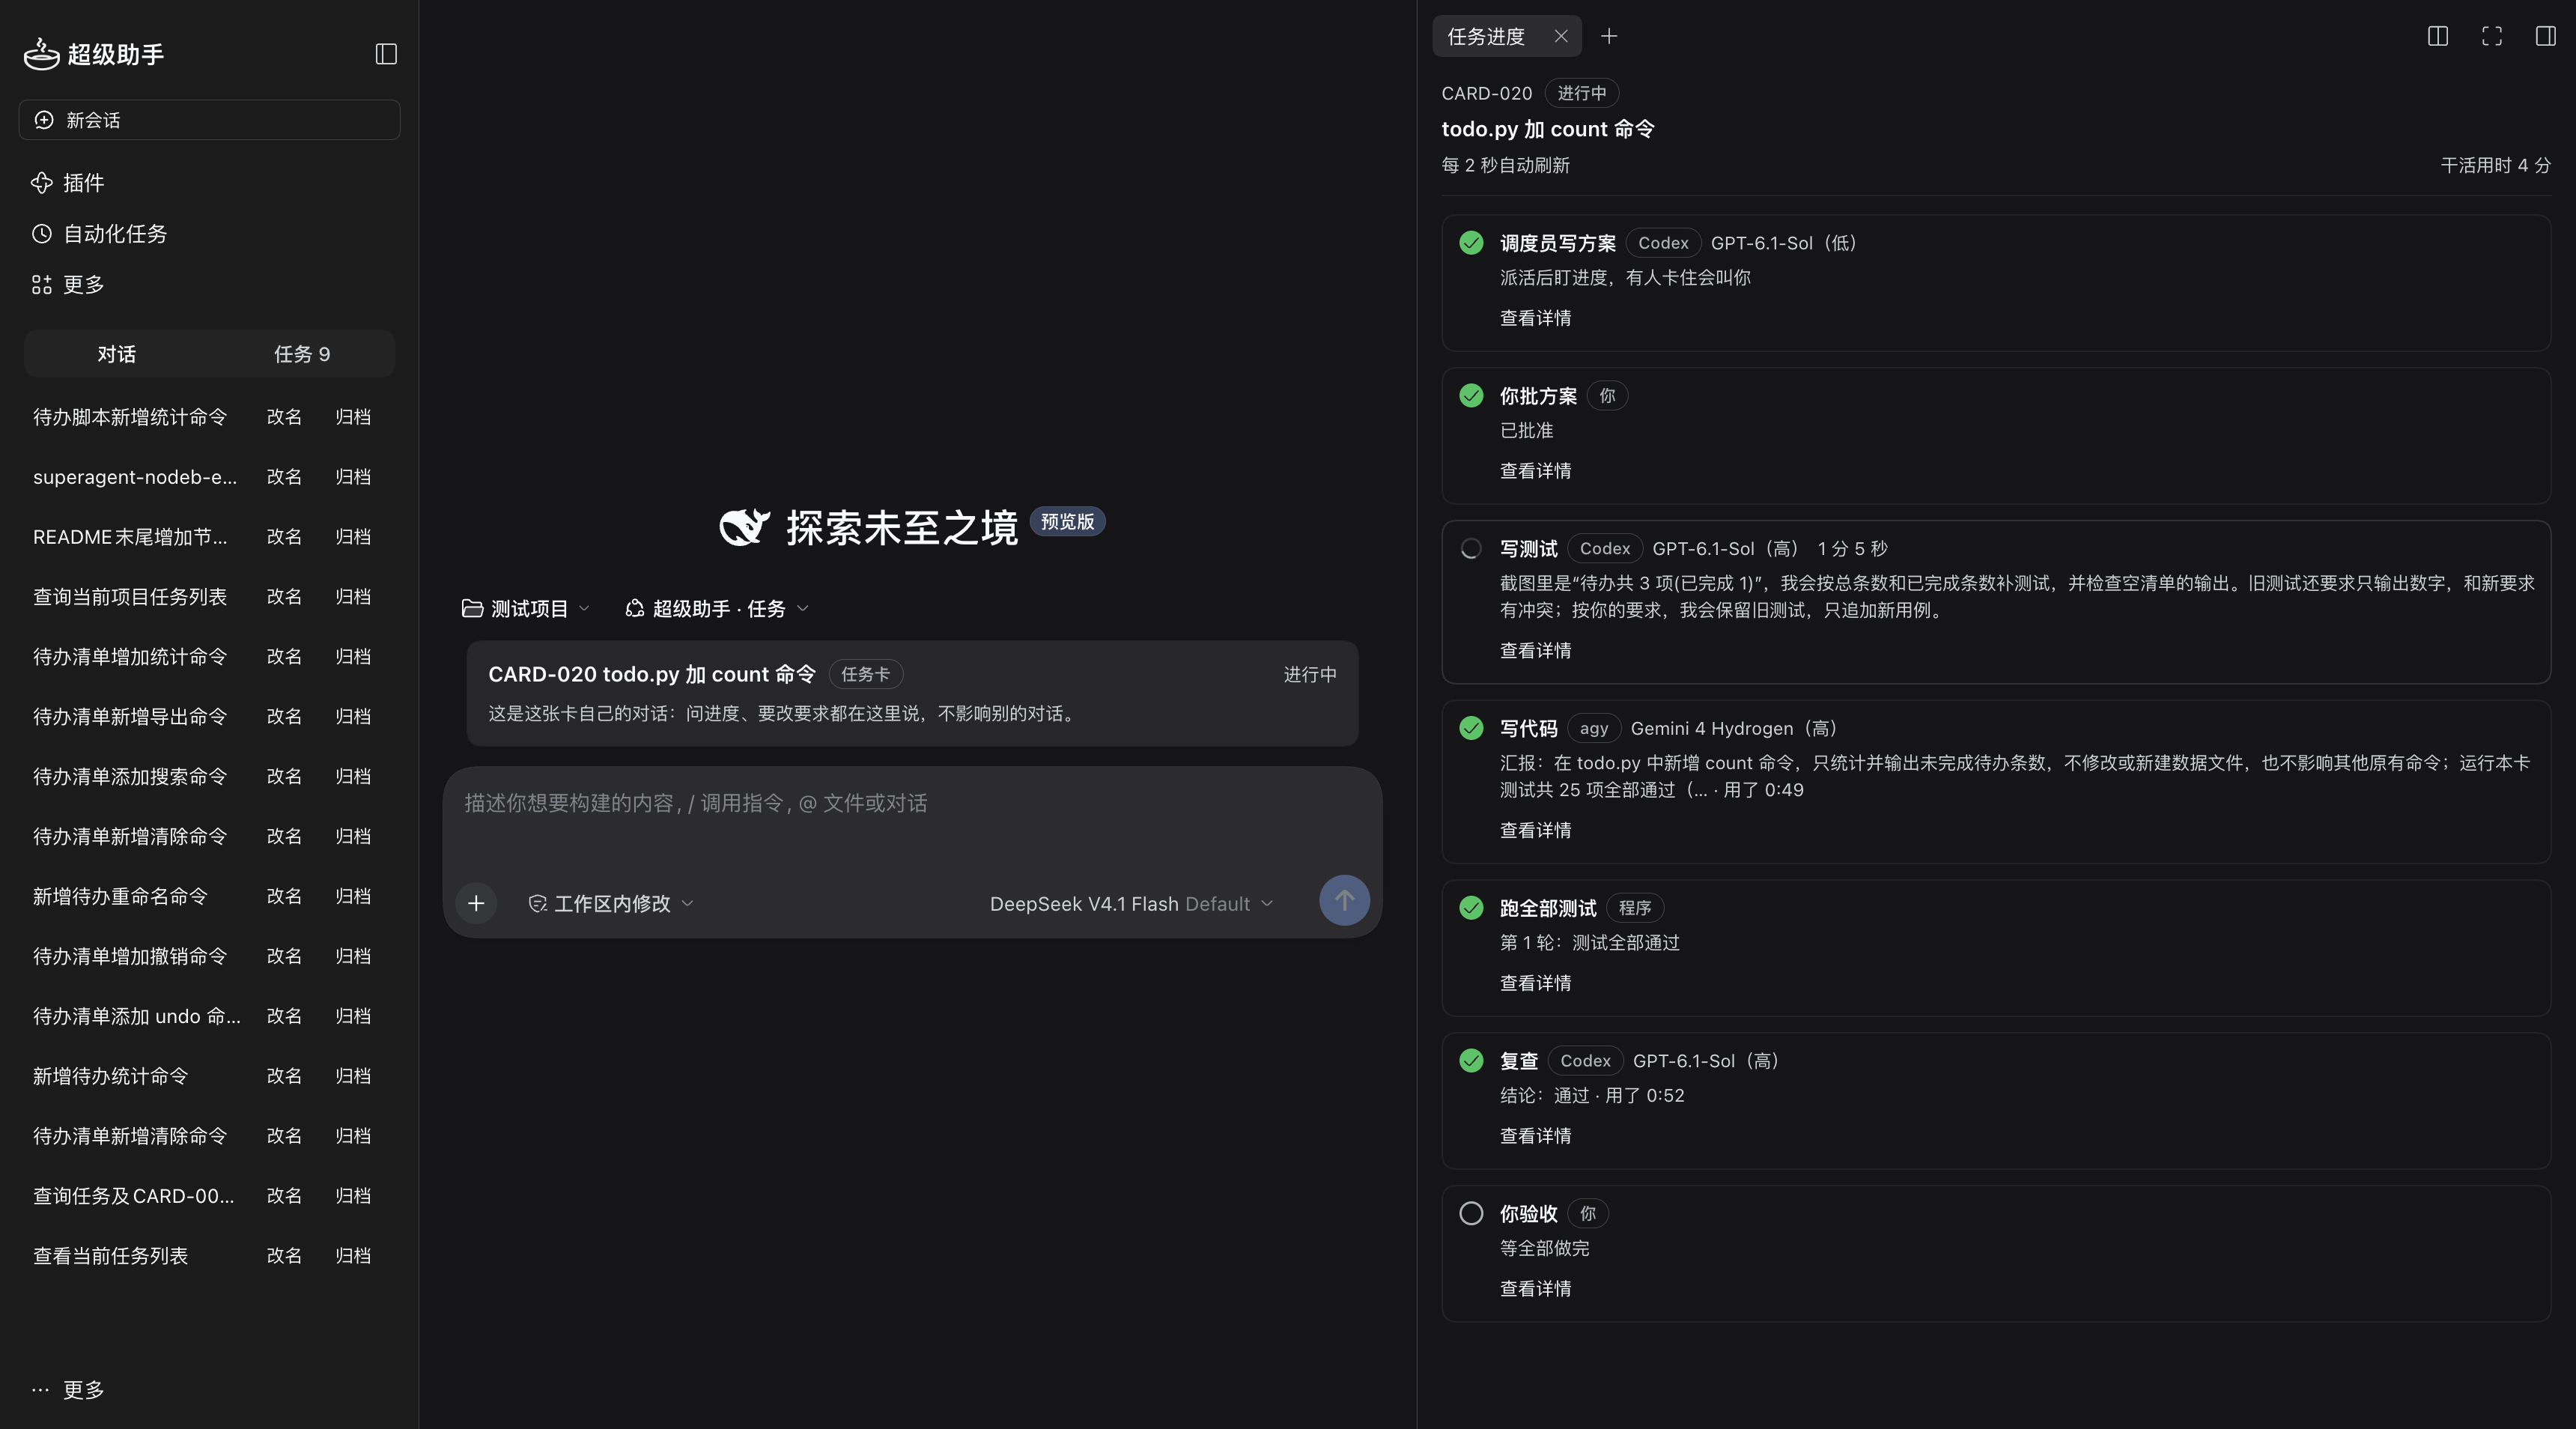 超级助手
新会话
插件
自动化任务
更多
对话 任务 9
待办脚本新增统计命令 改名 归档
superagent-nodeb-e... 改名 归档
README 末尾增加节... 改名 归档
查询当前项目任务列表 改名 归档
待办清单增加统计命令 改名 归档
待办清单新增导出命令 改名 归档
待办清单添加搜索命令 改名 归档
待办清单新增清除命令 改名 归档
新增待办重命名命令 改名 归档
待办清单增加撤销命令 改名 归档
待办清单添加 undo 命... 改名 归档
新增待办统计命令 改名 归档
待办清单新增清除命令 改名 归档
查询任务及 CARD-00... 改名 归档
查看当前任务列表 改名 归档
··· 更多
探索未至之境 预览版
测试项目 超级助手 · 任务
CARD-020 todo.py 加 count 命令 任务卡 进行中
这是这张卡自己的对话：问进度、要改要求都在这里说，不影响别的对话。
描述你想要构建的内容, / 调用指令, @ 文件或对话
工作区内修改 DeepSeek V4.1 Flash Default
任务进度
CARD-020 进行中
todo.py 加 count 命令
每 2 秒自动刷新 干活用时 4 分
调度员写方案 Codex GPT-6.1-Sol（低）
派活后盯进度，有人卡住会叫你
查看详情
你批方案 你
已批准
查看详情
写测试 Codex GPT-6.1-Sol（高） 1 分 5 秒
截图里是“待办共 3 项(已完成 1)”，我会按总条数和已完成条数补测试，并检查空清单的输出。旧测试还要求只输出数字，和新要求
有冲突；按你的要求，我会保留旧测试，只追加新用例。
查看详情
写代码 agy Gemini 4 Hydrogen（高）
汇报：在 todo.py 中新增 count 命令，只统计并输出未完成待办条数，不修改或新建数据文件，也不影响其他原有命令；运行本卡
测试共 25 项全部通过（... · 用了 0:49
查看详情
跑全部测试 程序
第 1 轮：测试全部通过
查看详情
复查 Codex GPT-6.1-Sol（高）
结论：通过 · 用了 0:52
查看详情
你验收 你
等全部做完
查看详情